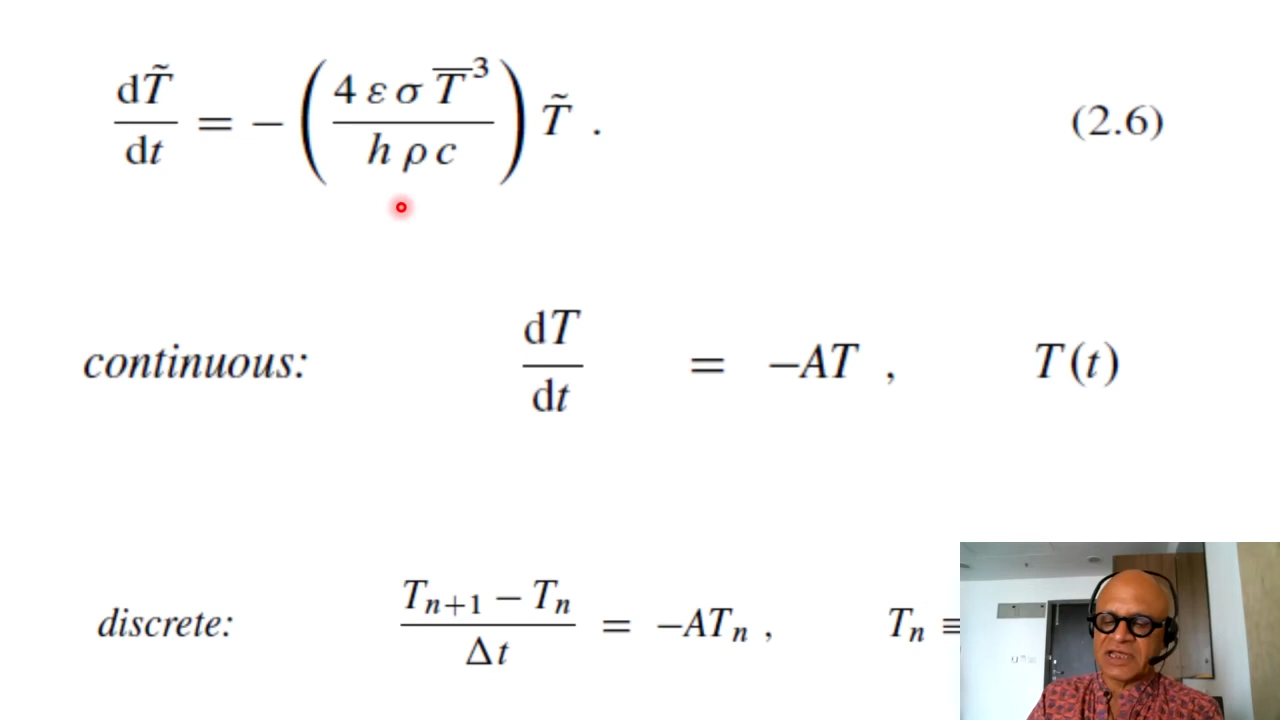 dT̃/dt = −(4 ε σ T̅³ / h ρ c) T̃ . (2.6)
continuous: dT/dt = −AT , T(t)
discrete: (Tₙ₊₁ − Tₙ)/Δt = −ATₙ , Tₙ ≡